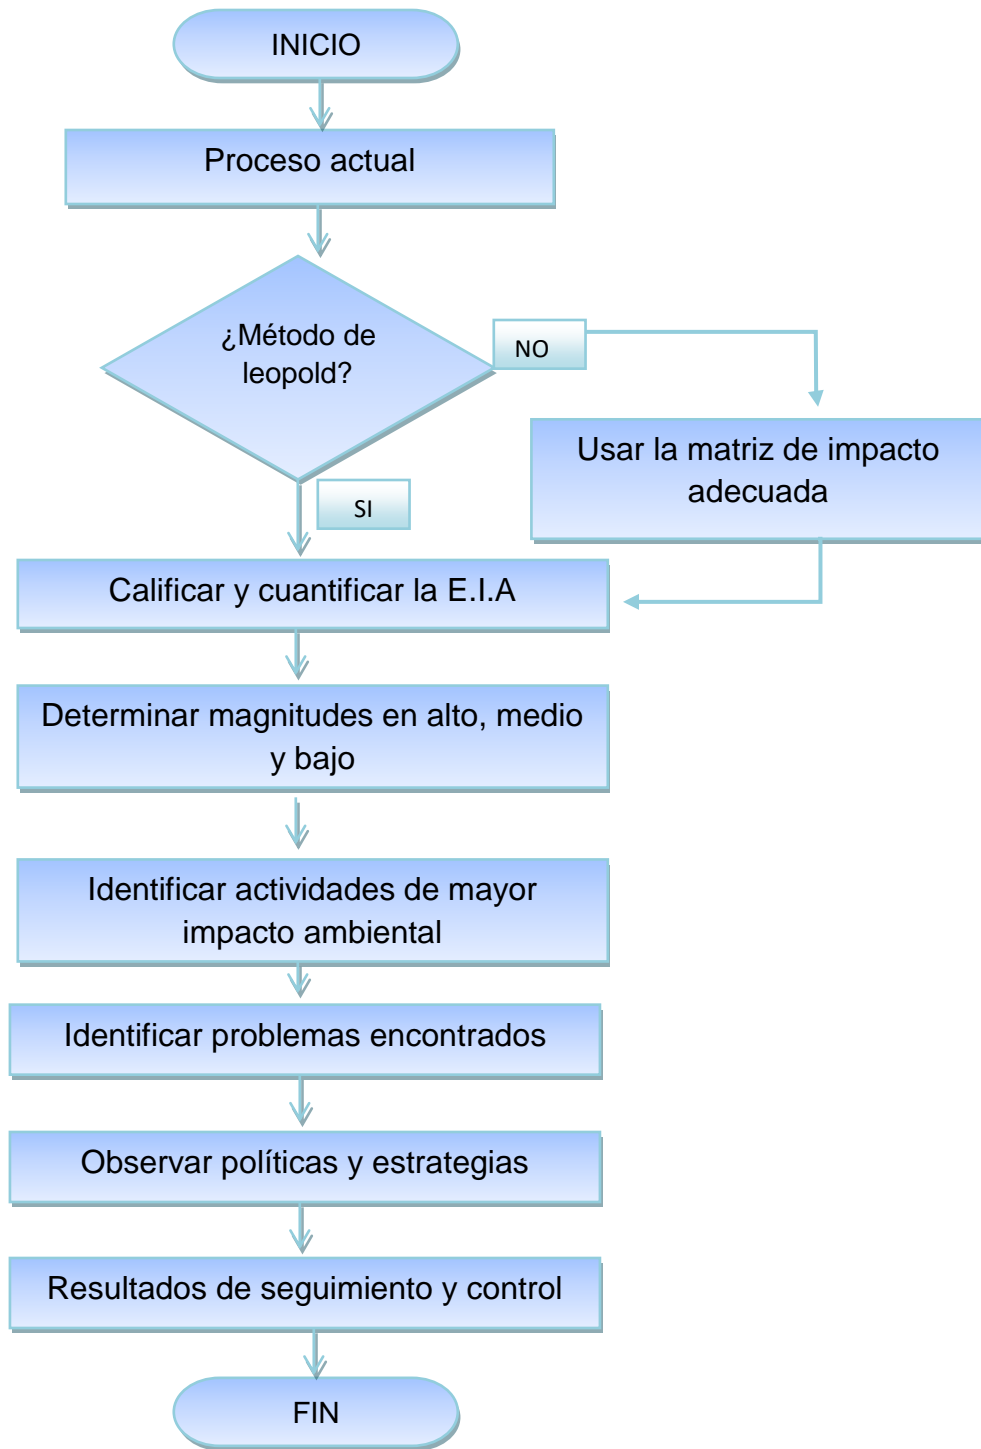 INICIO
Proceso actual
¿Método de
leopold?
NO
Usar la matriz de impacto
adecuada
SI
Calificar y cuantificar la E.I.A
Determinar magnitudes en alto, medio
y bajo
Identificar actividades de mayor
impacto ambiental
Identificar problemas encontrados
Observar políticas y estrategias
Resultados de seguimiento y control
FIN